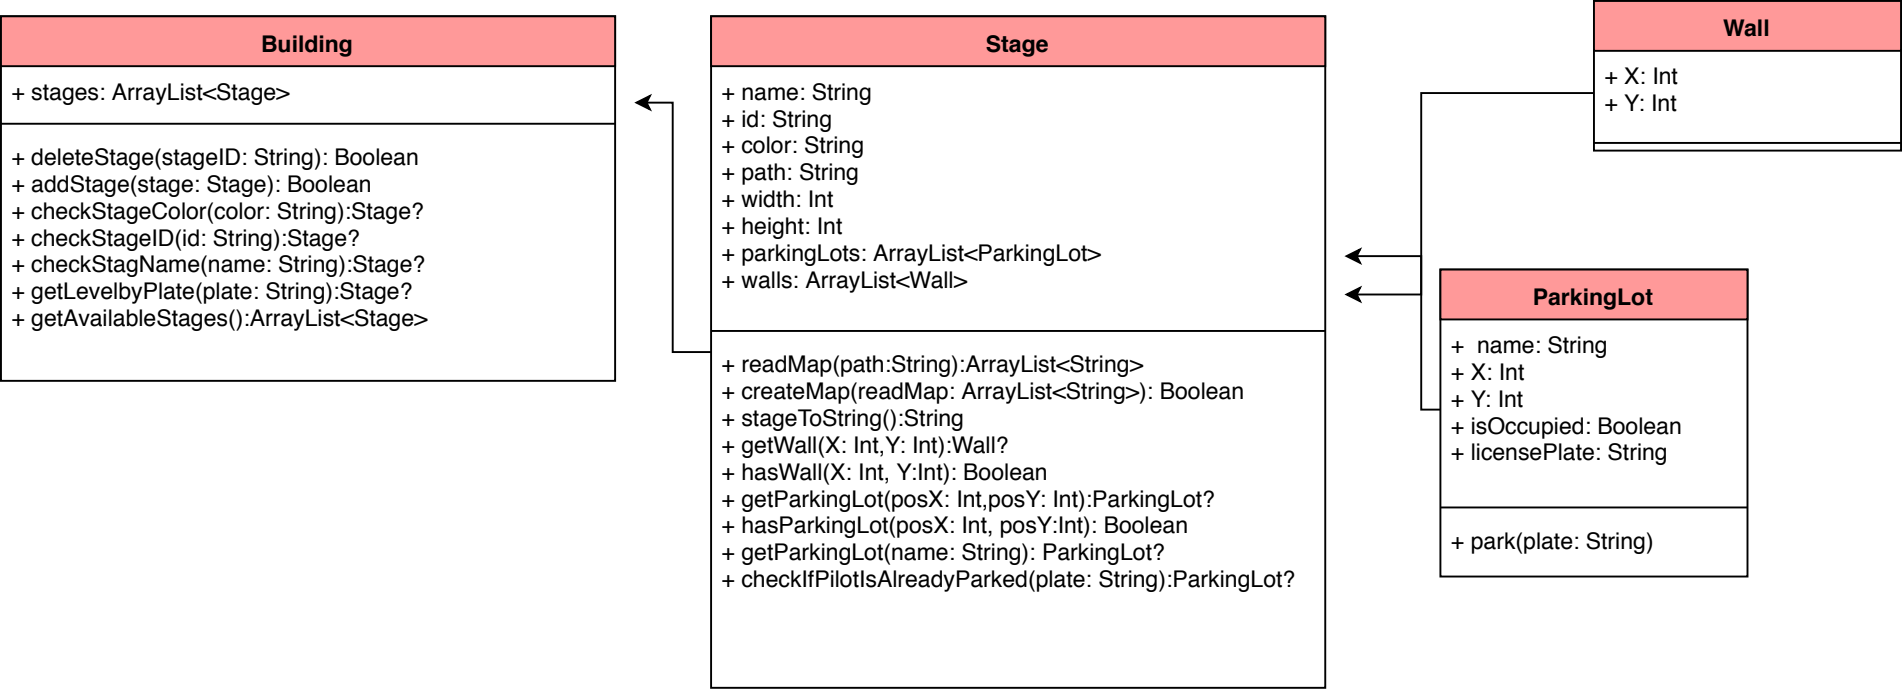 Building
+ stages: ArrayList<Stage>
+ deleteStage(stageID: String): Boolean
+ addStage(stage: Stage): Boolean
+ checkStageColor(color: String):Stage?
+ checkStageID(id: String):Stage?
+ checkStagName(name: String):Stage?
+ getLevelbyPlate(plate: String):Stage?
+ getAvailableStages():ArrayList<Stage>
Stage
+ name: String
+ id: String
+ color: String
+ path: String
+ width: Int
+ height: Int
+ parkingLots: ArrayList<ParkingLot>
+ walls: ArrayList<Wall>
+ readMap(path:String):ArrayList<String>
+ createMap(readMap: ArrayList<String>): Boolean
+ stageToString():String
+ getWall(X: Int,Y: Int):Wall?
+ hasWall(X: Int, Y:Int): Boolean
+ getParkingLot(posX: Int,posY: Int):ParkingLot?
+ hasParkingLot(posX: Int, posY:Int): Boolean
+ getParkingLot(name: String): ParkingLot?
+ checkIfPilotIsAlreadyParked(plate: String):ParkingLot?
Wall
+ X: Int
+ Y: Int
ParkingLot
+  name: String
+ X: Int
+ Y: Int
+ isOccupied: Boolean
+ licensePlate: String
+ park(plate: String)